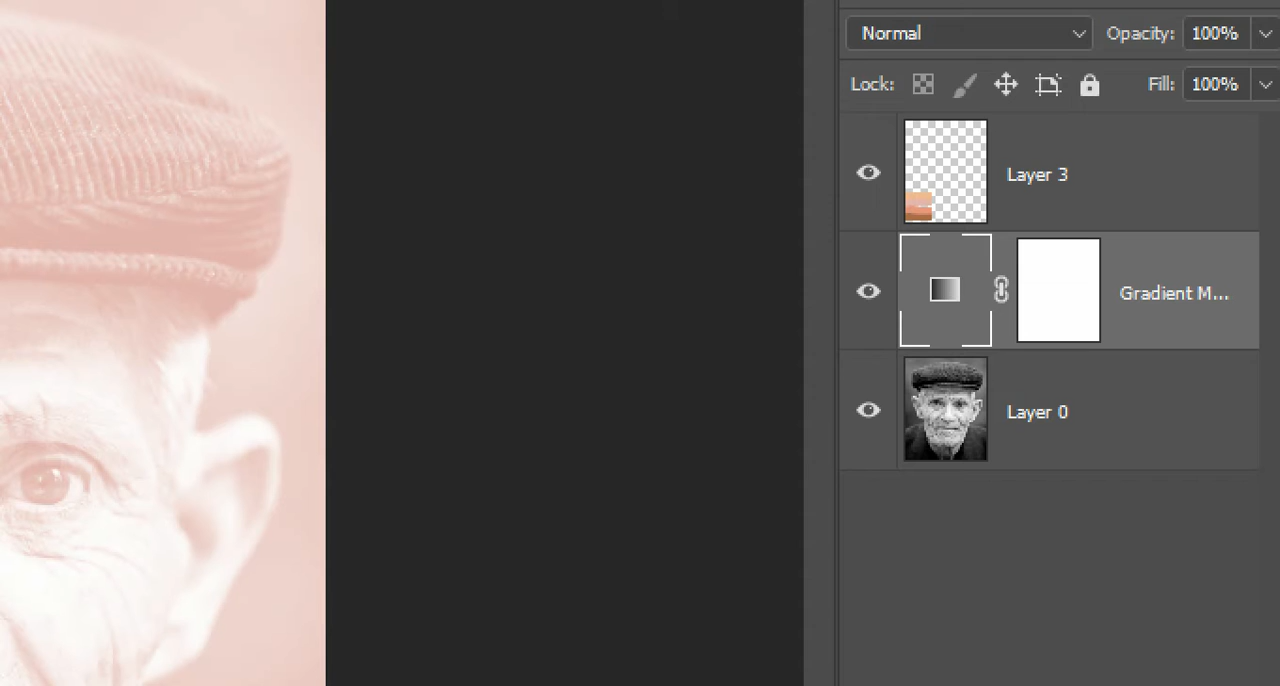 Normal Opacity: 100%
Lock: Fill: 100%
Layer 3
Gradient M...
Layer 0